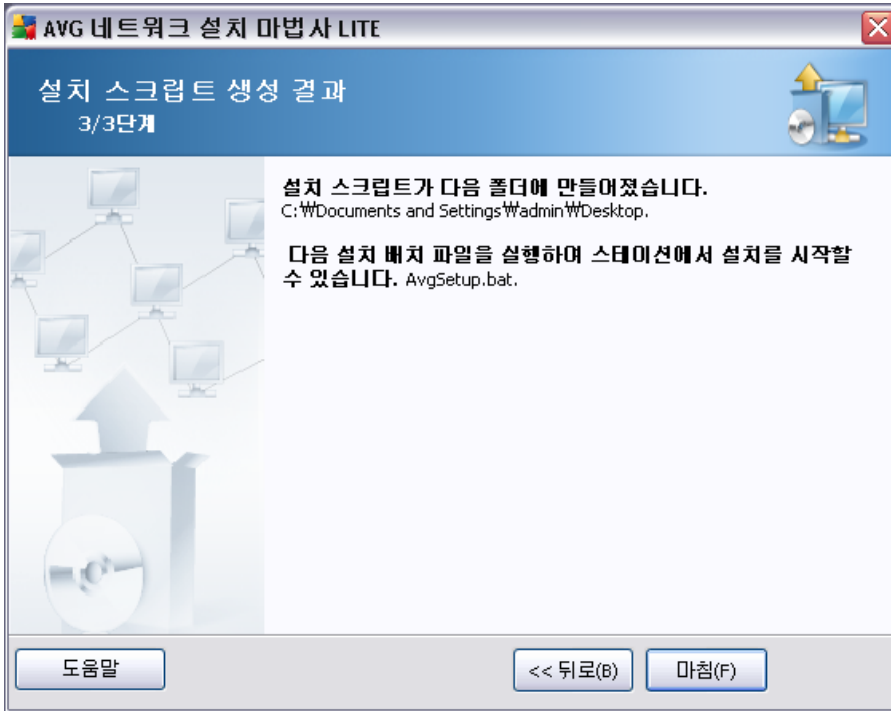 AVG 네트워크 설치 마법사 LITE
설치 스크립트 생성 결과
3/3단계
설치 스크립트가 다음 폴더에 만들어졌습니다.
C:₩Documents and Settings₩admin₩Desktop.
다음 설치 배치 파일을 실행하여 스테이션에서 설치를 시작할
수 있습니다. AvgSetup.bat.
도움말
<< 뒤로(B)
마침(F)